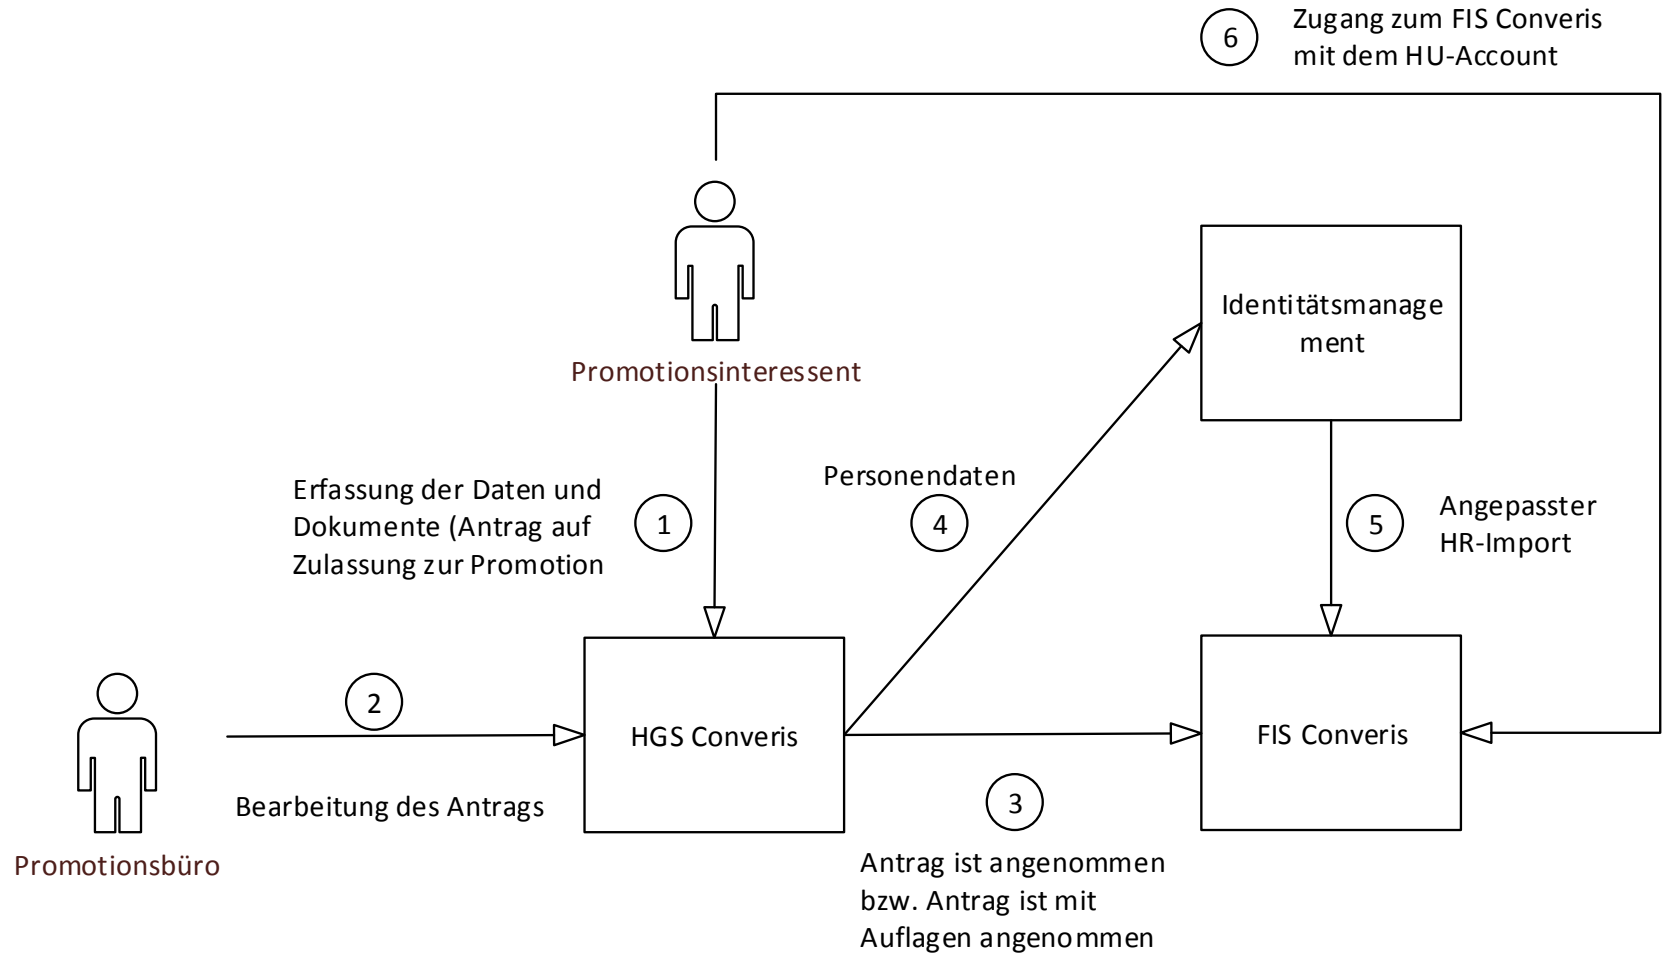 6
Zugang zum FIS Converis
mit dem HU-Account
Promotionsinteressent
Identitätsmanage
ment
Erfassung der Daten und
Dokumente (Antrag auf
Zulassung zur Promotion
1
Personendaten
4
5
Angepasster
HR-Import
2
Bearbeitung des Antrags
Promotionsbüro
HGS Converis
FIS Converis
3
Antrag ist angenommen
bzw. Antrag ist mit
Auflagen angenommen